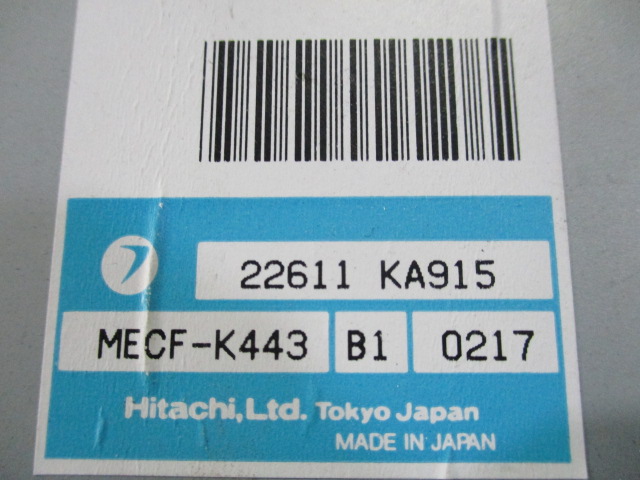 22611 KA915
MECF-K443 B1 0217
Hitachi,Ltd. Tokyo Japan
MADE IN JAPAN